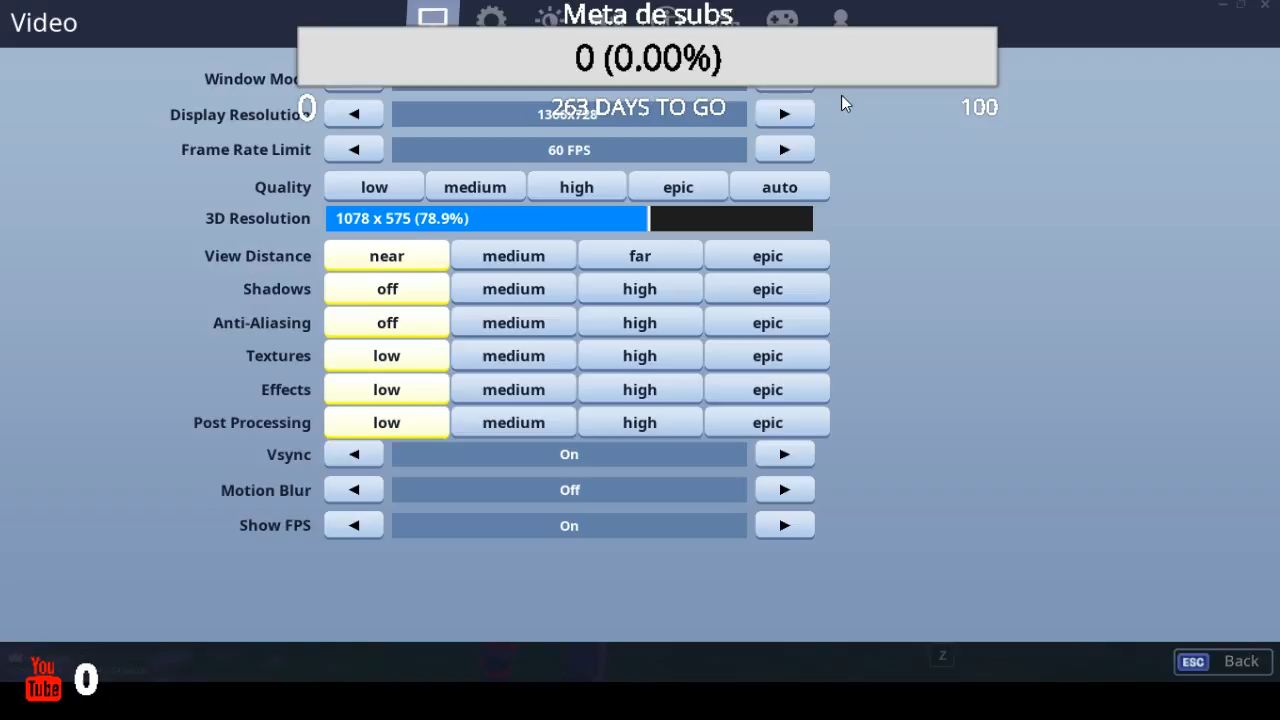 Video
Meta de subs
0 (0.00%)
0 263 DAYS TO GO 100
Window Mod
Display Resolution ◄ 1366x728 ►
Frame Rate Limit ◄ 60 FPS ►
Quality low medium high epic auto
3D Resolution 1078 x 575 (78.9%)
View Distance near medium far epic
Shadows off medium high epic
Anti-Aliasing off medium high epic
Textures low medium high epic
Effects low medium high epic
Post Processing low medium high epic
Vsync ◄ On ►
Motion Blur ◄ Off ►
Show FPS ◄ On ►
Z
ESC Back
You
Tube 0